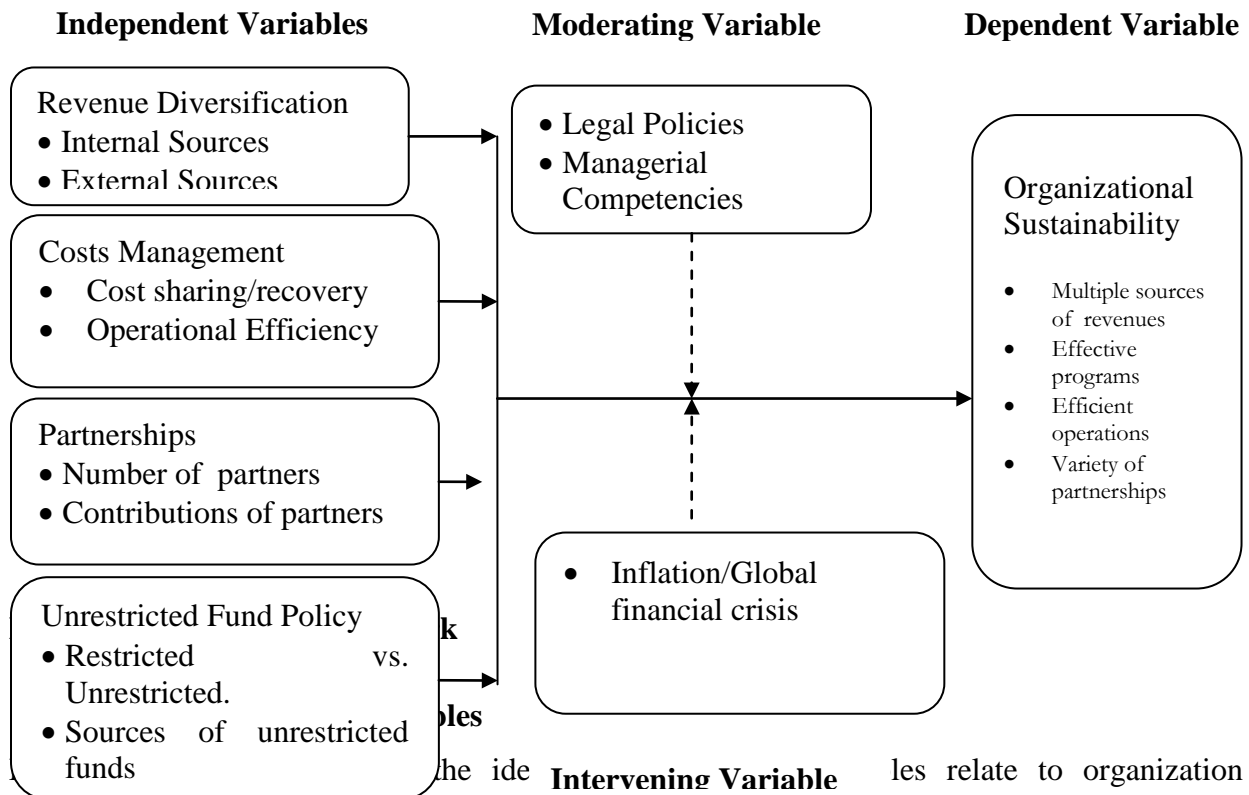 Independent Variables
Moderating Variable
Dependent Variable
Revenue Diversification
• Internal Sources
• External Sources
Costs Management
• Cost sharing/recovery
• Operational Efficiency
Partnerships
• Number of partners
• Contributions of partners
Unrestricted Fund Policy
• Restricted vs.
Unrestricted.
• Sources of unrestricted
funds
• Legal Policies
• Managerial
Competencies
• Inflation/Global
financial crisis
Intervening Variable
Organizational
Sustainability
• Multiple sources
of revenues
• Effective
programs
• Efficient
operations
• Variety of
partnerships
k
bles
the ide les relate to organization